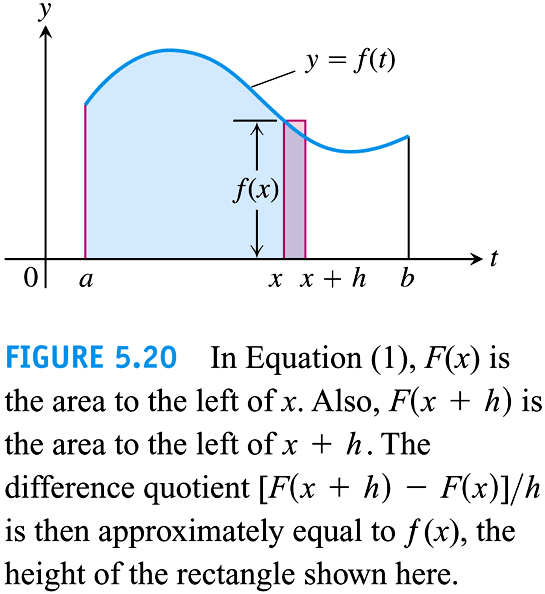 y
y = f(t)
f(x)
0 a x x + h b t
FIGURE 5.20 In Equation (1), F(x) is
the area to the left of x. Also, F(x + h) is
the area to the left of x + h. The
difference quotient [F(x + h) − F(x)]/h
is then approximately equal to f(x), the
height of the rectangle shown here.